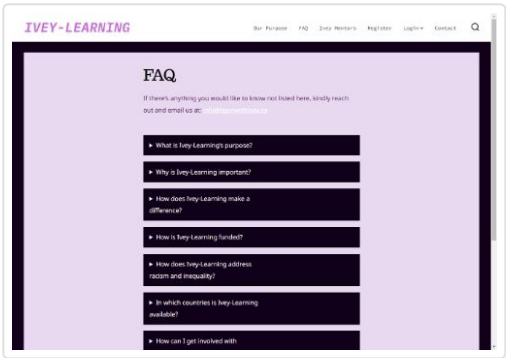 IVEY-LEARNING
Our Purpose FAQ Ivey Mentors Register Login Contact
FAQ
If there's anything you would like to know not listed here, kindly reach
out and email us at:
► What is Ivey-Learning's purpose?
► Why is Ivey-Learning important?
► How does Ivey-Learning make a
difference?
► How is Ivey-Learning funded?
► How does Ivey-Learning address
racism and inequality?
► In which countries is Ivey-Learning
available?
► How can I get involved with